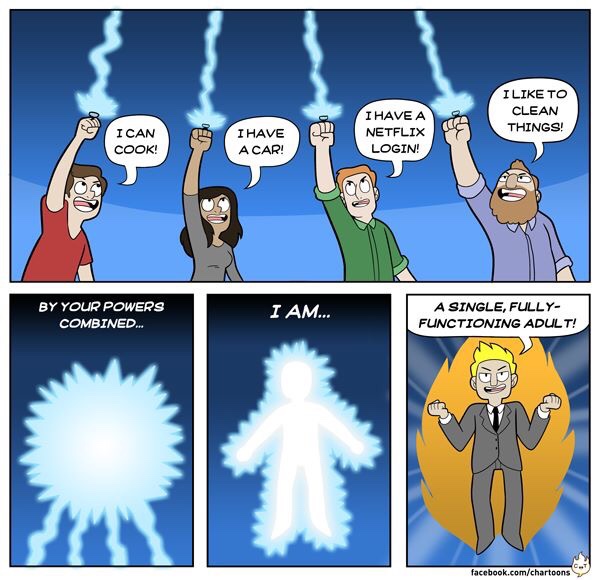 I CAN
COOK!
I HAVE
A CAR!
I HAVE A
NETFLIX
LOGIN!
I LIKE TO
CLEAN
THINGS!
BY YOUR POWERS
COMBINED...
I AM...
A SINGLE, FULLY-
FUNCTIONING ADULT!
facebook.com/chartoons